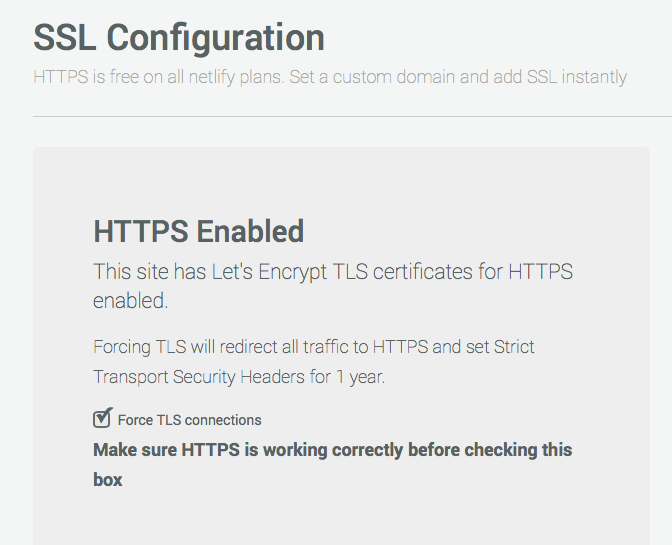 SSL Configuration
HTTPS is free on all netlify plans. Set a custom domain and add SSL instantly
HTTPS Enabled
This site has Let's Encrypt TLS certificates for HTTPS
enabled.
Forcing TLS will redirect all traffic to HTTPS and set Strict
Transport Security Headers for 1 year.
Force TLS connections
Make sure HTTPS is working correctly before checking this
box